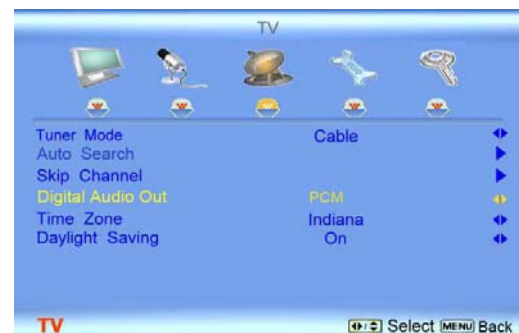 TV
Tuner Mode Cable
Auto Search
Skip Channel
Digital Audio Out PCM
Time Zone Indiana
Daylight Saving On
TV Select MENU Back